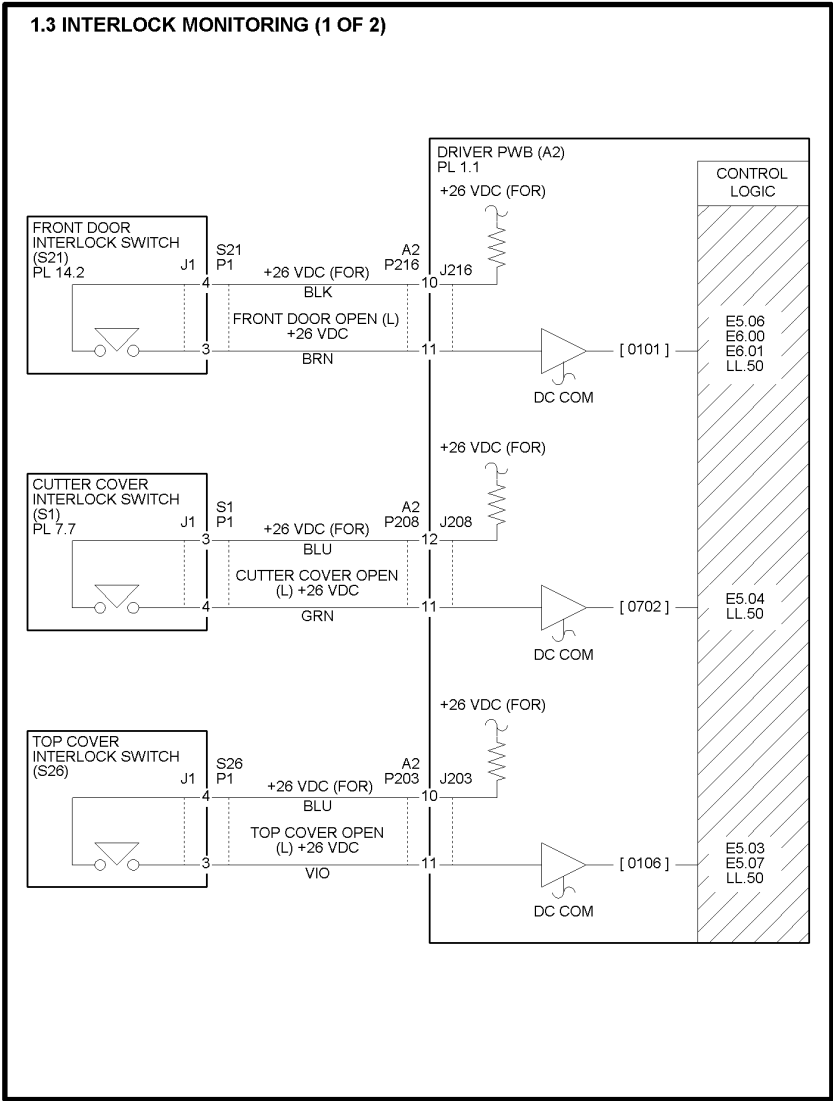 1.3 INTERLOCK MONITORING (1 OF 2)
DRIVER PWB (A2)
PL 1.1
+26 VDC (FOR)
CONTROL
LOGIC
FRONT DOOR
INTERLOCK SWITCH
(S21)
PL 14.2
J1
S21
P1
4
+26 VDC (FOR)
BLK
A2
P216
10
J216
FRONT DOOR OPEN (L)
+26 VDC
3
BRN
11
[ 0101 ]
DC COM
E5.06
E6.00
E6.01
LL.50
+26 VDC (FOR)
CUTTER COVER
INTERLOCK SWITCH
(S1)
PL 7.7
J1
S1
P1
3
+26 VDC (FOR)
BLU
A2
P208
12
J208
CUTTER COVER OPEN
(L) +26 VDC
4
GRN
11
[ 0702 ]
DC COM
E5.04
LL.50
+26 VDC (FOR)
TOP COVER
INTERLOCK SWITCH
(S26)
J1
S26
P1
4
+26 VDC (FOR)
BLU
A2
P203
10
J203
TOP COVER OPEN
(L) +26 VDC
3
VIO
11
[ 0106 ]
DC COM
E5.03
E5.07
LL.50